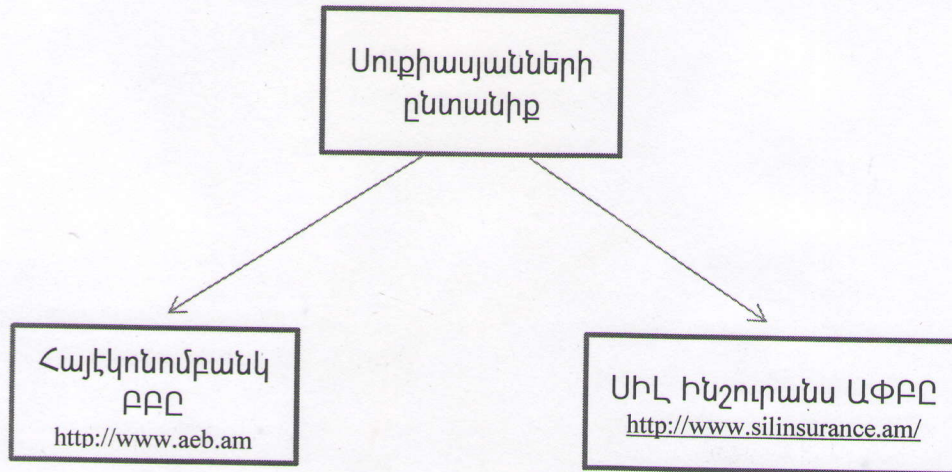 Սուքիասյանների
ընտանիք
Հայէկոնոմբանկ
ԲԲԸ
http://www.aeb.am
ՍԻԼ Ինշուրանս ԱՓԲԸ
http://www.silinsurance.am/